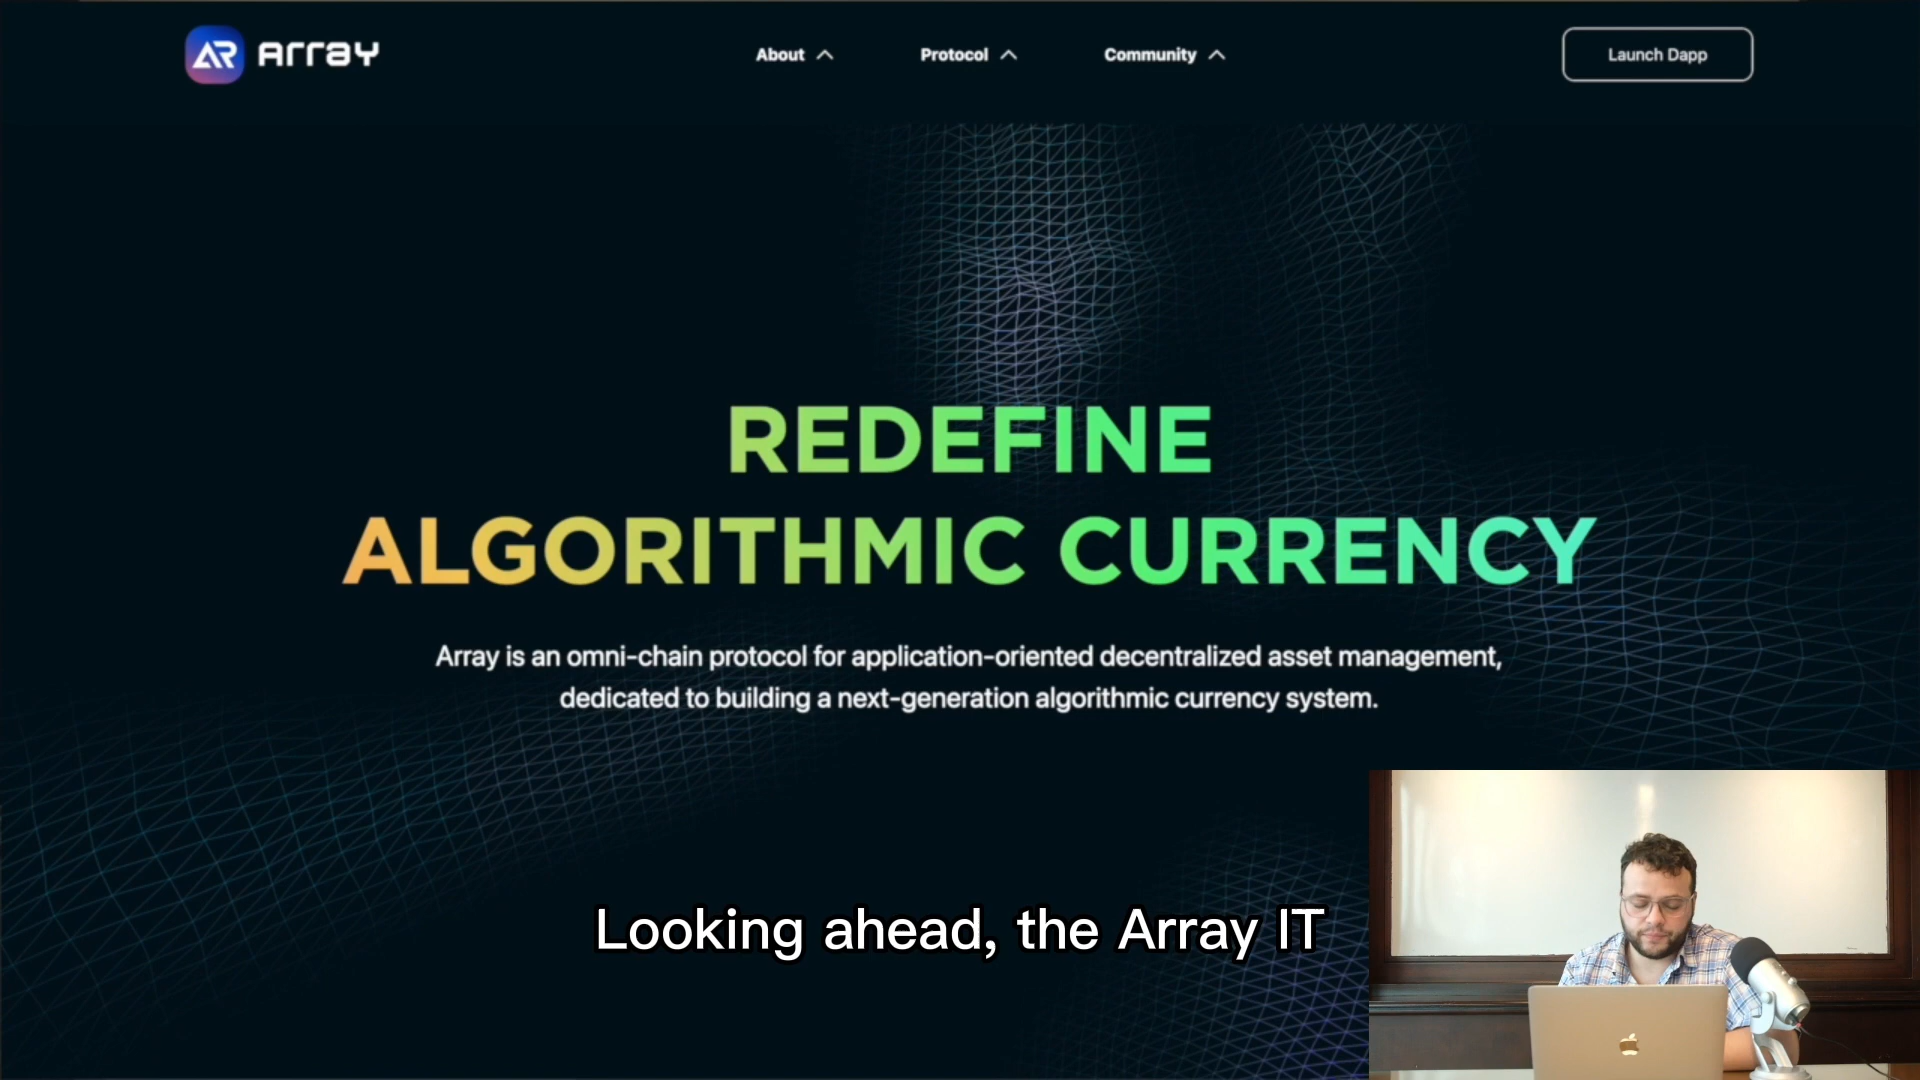 AR Array
About
Protocol
Community
Launch Dapp
REDEFINE
ALGORITHMIC CURRENCY
Array is an omni-chain protocol for application-oriented decentralized asset management,
dedicated to building a next-generation algorithmic currency system.
Looking ahead, the Array IT